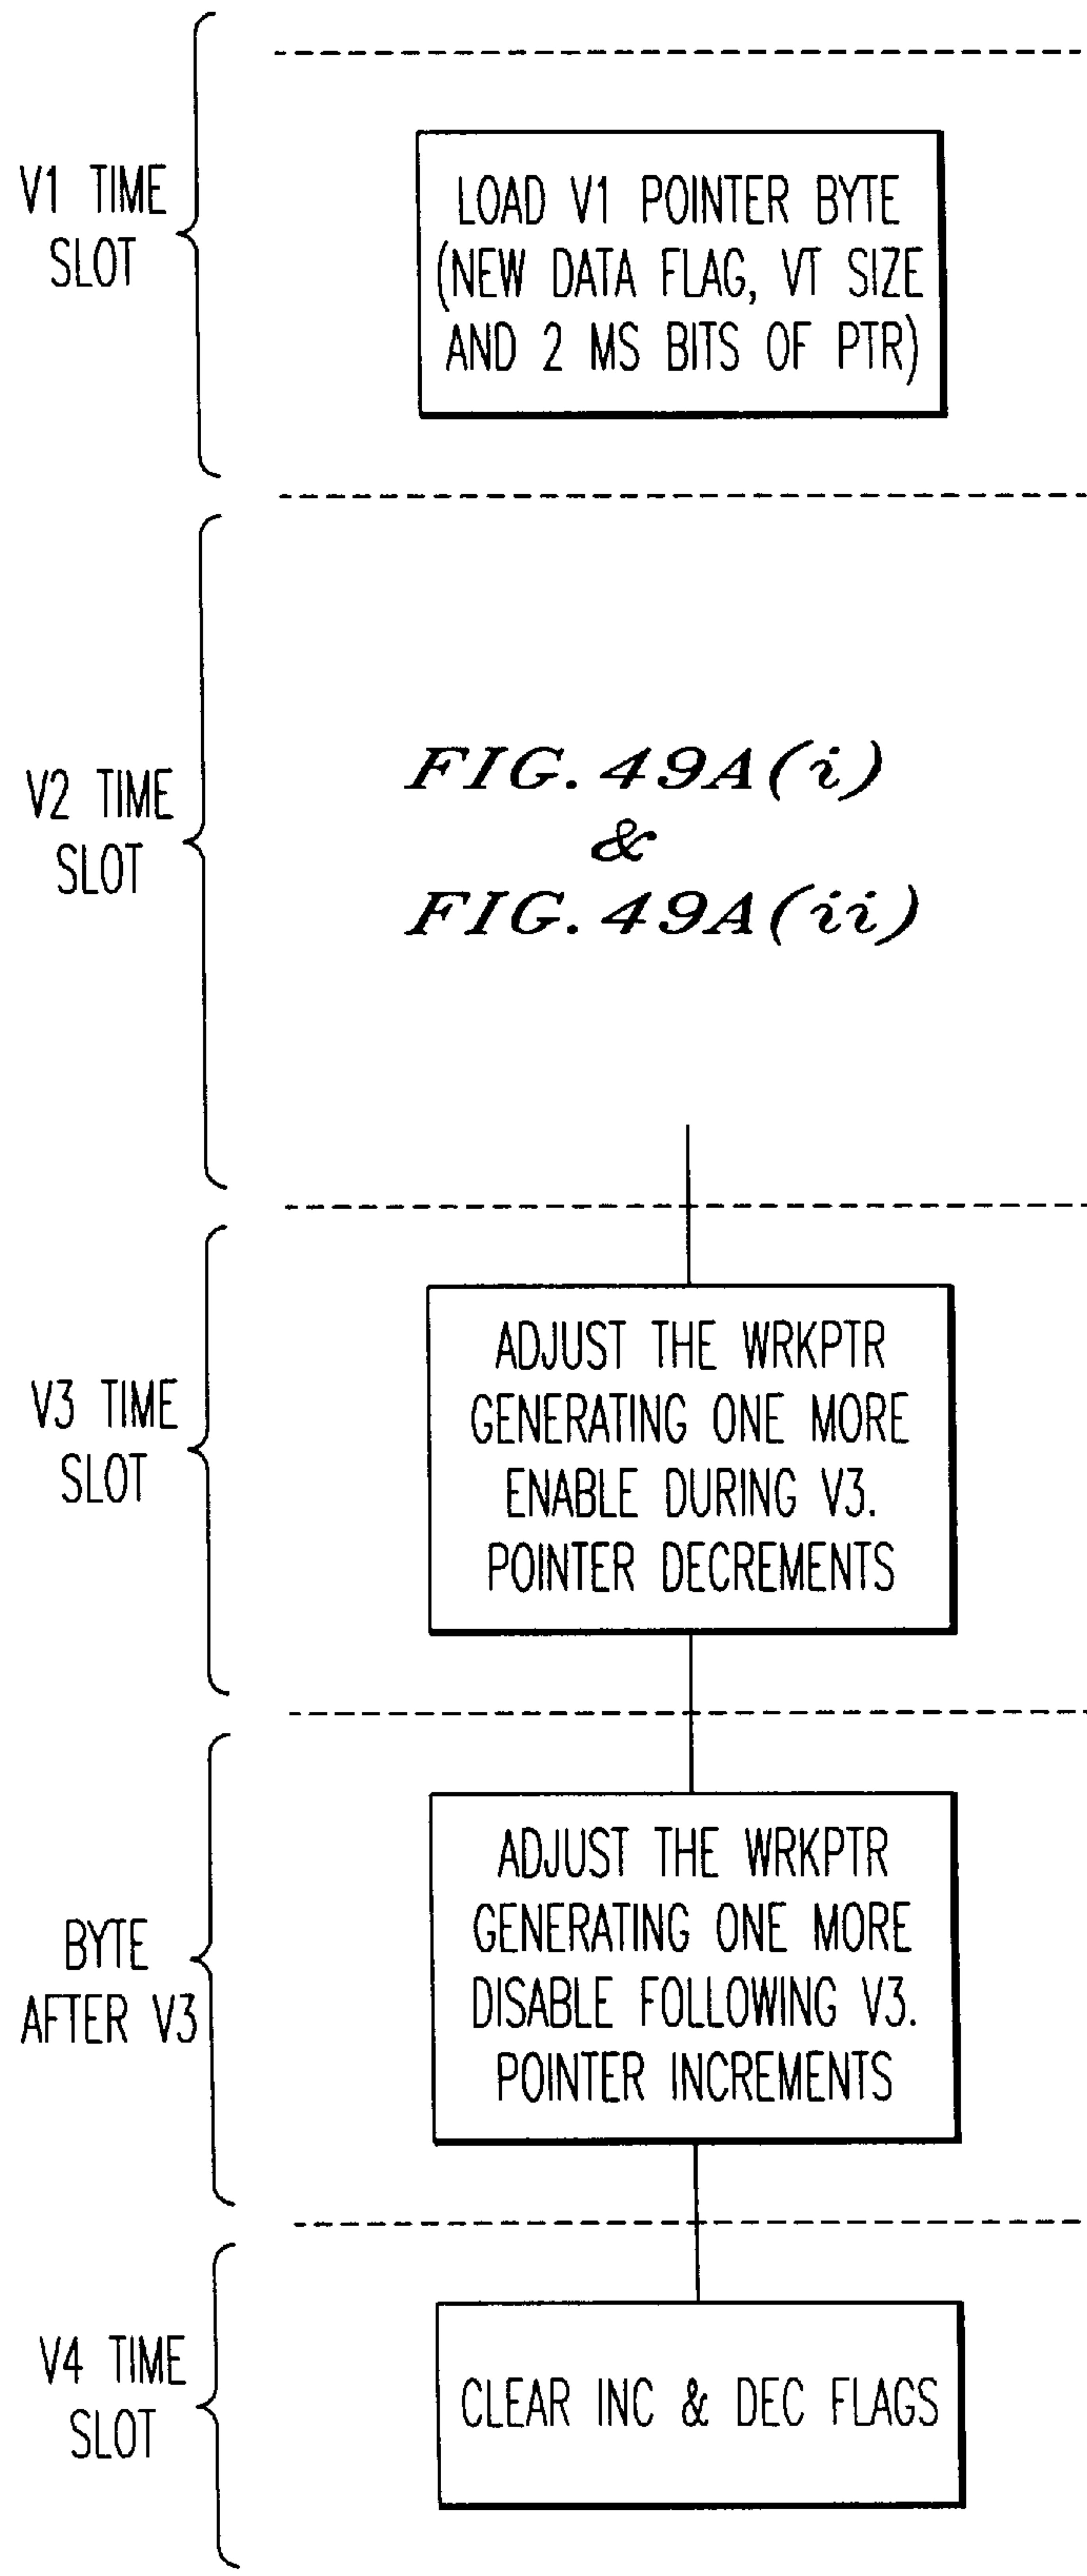 V1 TIME
SLOT
LOAD V1 POINTER BYTE
(NEW DATA FLAG, VT SIZE
AND 2 MS BITS OF PTR)
V2 TIME
SLOT
FIG. 49A(i)
&
FIG. 49A(ii)
V3 TIME
SLOT
ADJUST THE WRKPTR
GENERATING ONE MORE
ENABLE DURING V3.
POINTER DECREMENTS
BYTE
AFTER V3
ADJUST THE WRKPTR
GENERATING ONE MORE
DISABLE FOLLOWING V3.
POINTER INCREMENTS
V4 TIME
SLOT
CLEAR INC & DEC FLAGS